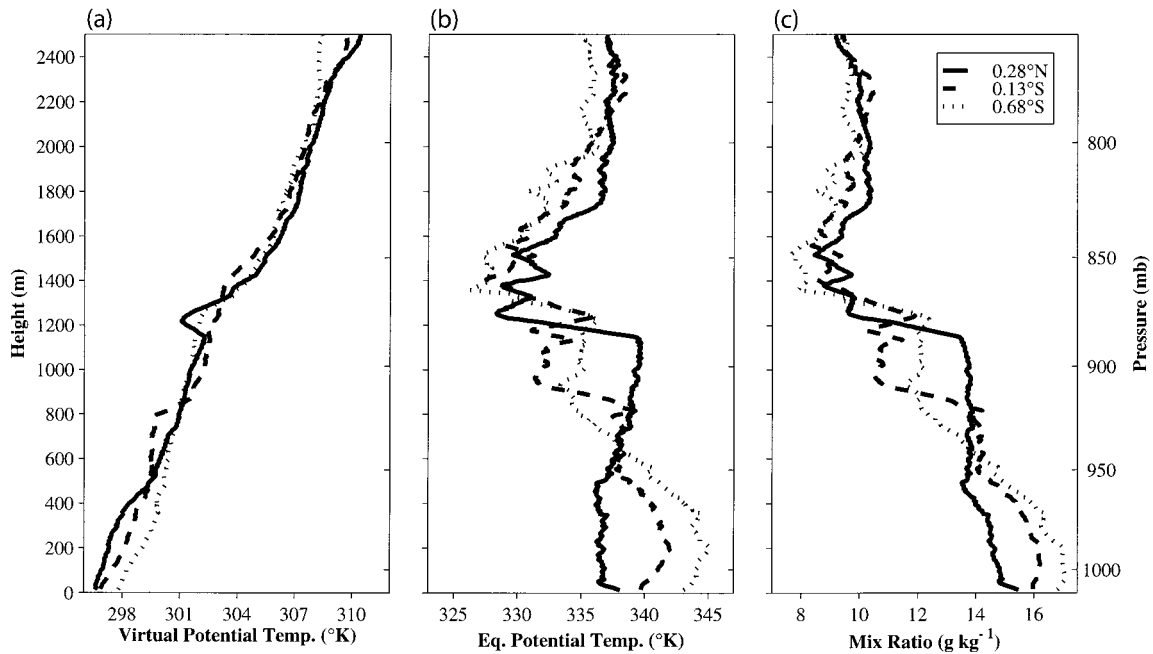 (a)
(b)
(c)
0.28°N
0.13°S
0.68°S
2400
2200
2000
1800
1600
1400
1200
1000
800
600
400
200
0
Height (m)
298 301 304 307 310
Virtual Potential Temp. (°K)
325 330 335 340 345
Eq. Potential Temp. (°K)
8 10 12 14 16
Mix Ratio (g kg-1)
800
850
900
950
1000
Pressure (mb)